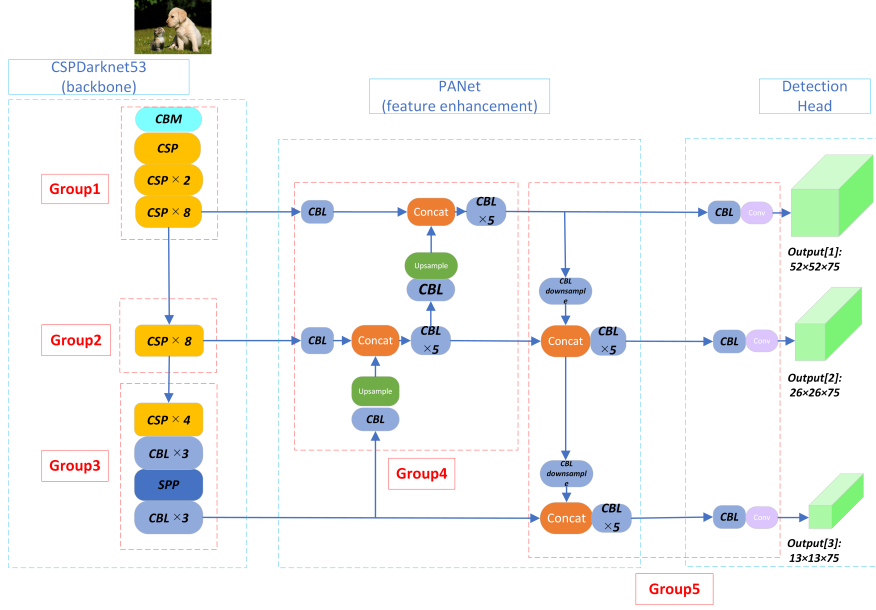 CSPDarknet53
(backbone)
PANet
(feature enhancement)
Detection
Head
CBM
CSP
CSP × 2
CSP × 8
Group1
CBL
Concat
CBL
×5
CBL
Conv
Output[1]:
52×52×75
Upsample
CBL
CBL
downsampl
e
Group2
CSP × 8
CBL
Concat
CBL
×5
Concat
CBL
×5
CBL
Conv
Output[2]:
26×26×75
Upsample
CBL
Group3
CSP × 4
CBL ×3
SPP
CBL ×3
Group4
CBL
downsampl
e
Concat
CBL
×5
CBL
Conv
Output[3]:
13×13×75
Group5